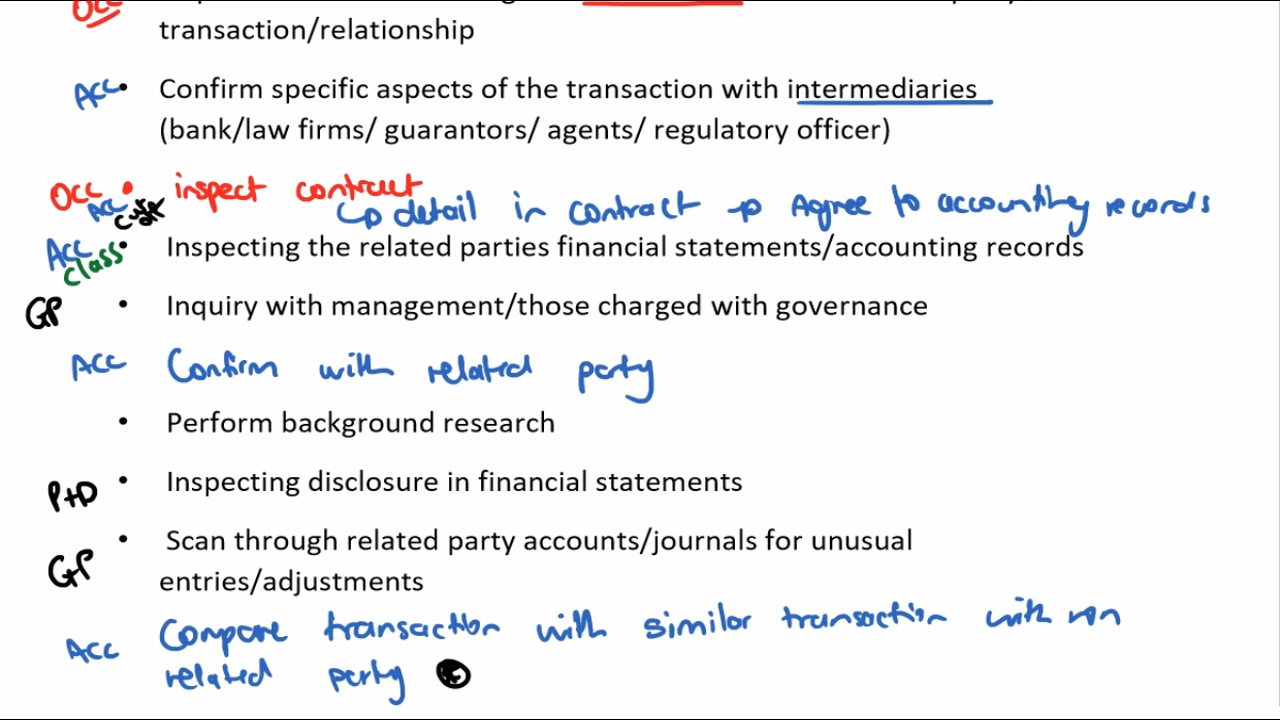 Occ
transaction/relationship
Acc • Confirm specific aspects of the transaction with intermediaries
(bank/law firms/ guarantors/ agents/ regulatory officer)
Occ • inspect contract
Acc Cutoff ↳ detail in contract → Agree to accounting records
Acc • Inspecting the related parties financial statements/accounting records
Class
GP • Inquiry with management/those charged with governance
Acc Confirm with related party
• Perform background research
P+D • Inspecting disclosure in financial statements
GP • Scan through related party accounts/journals for unusual
entries/adjustments
Acc Compare transaction with similar transaction with non
related party